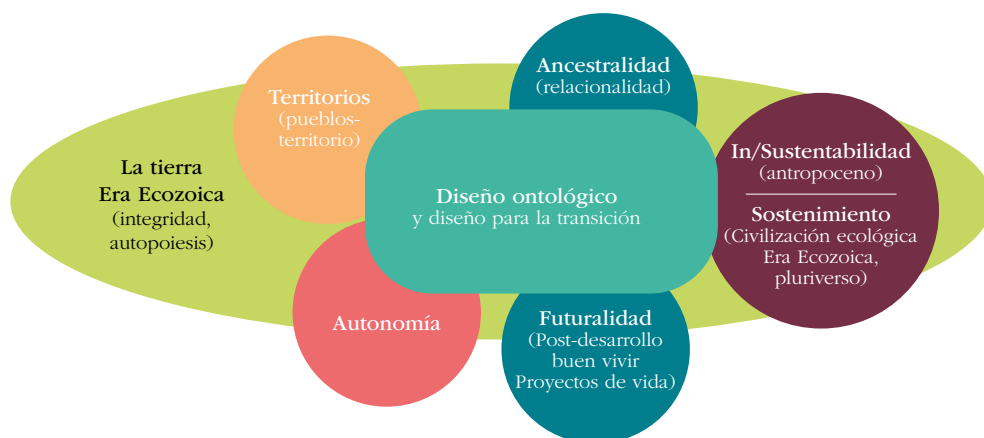 La tierra
Era Ecozoica
(integridad,
autopoiesis)
Territorios
(pueblos-
territorio)
Ancestralidad
(relacionalidad)
Diseño ontológico
y diseño para la transición
In/Sustentabilidad
(antropoceno)
Sostenimiento
(Civilización ecológica
Era Ecozoica,
pluriverso)
Autonomía
Futuralidad
(Post-desarrollo
buen vivir
Proyectos de vida)